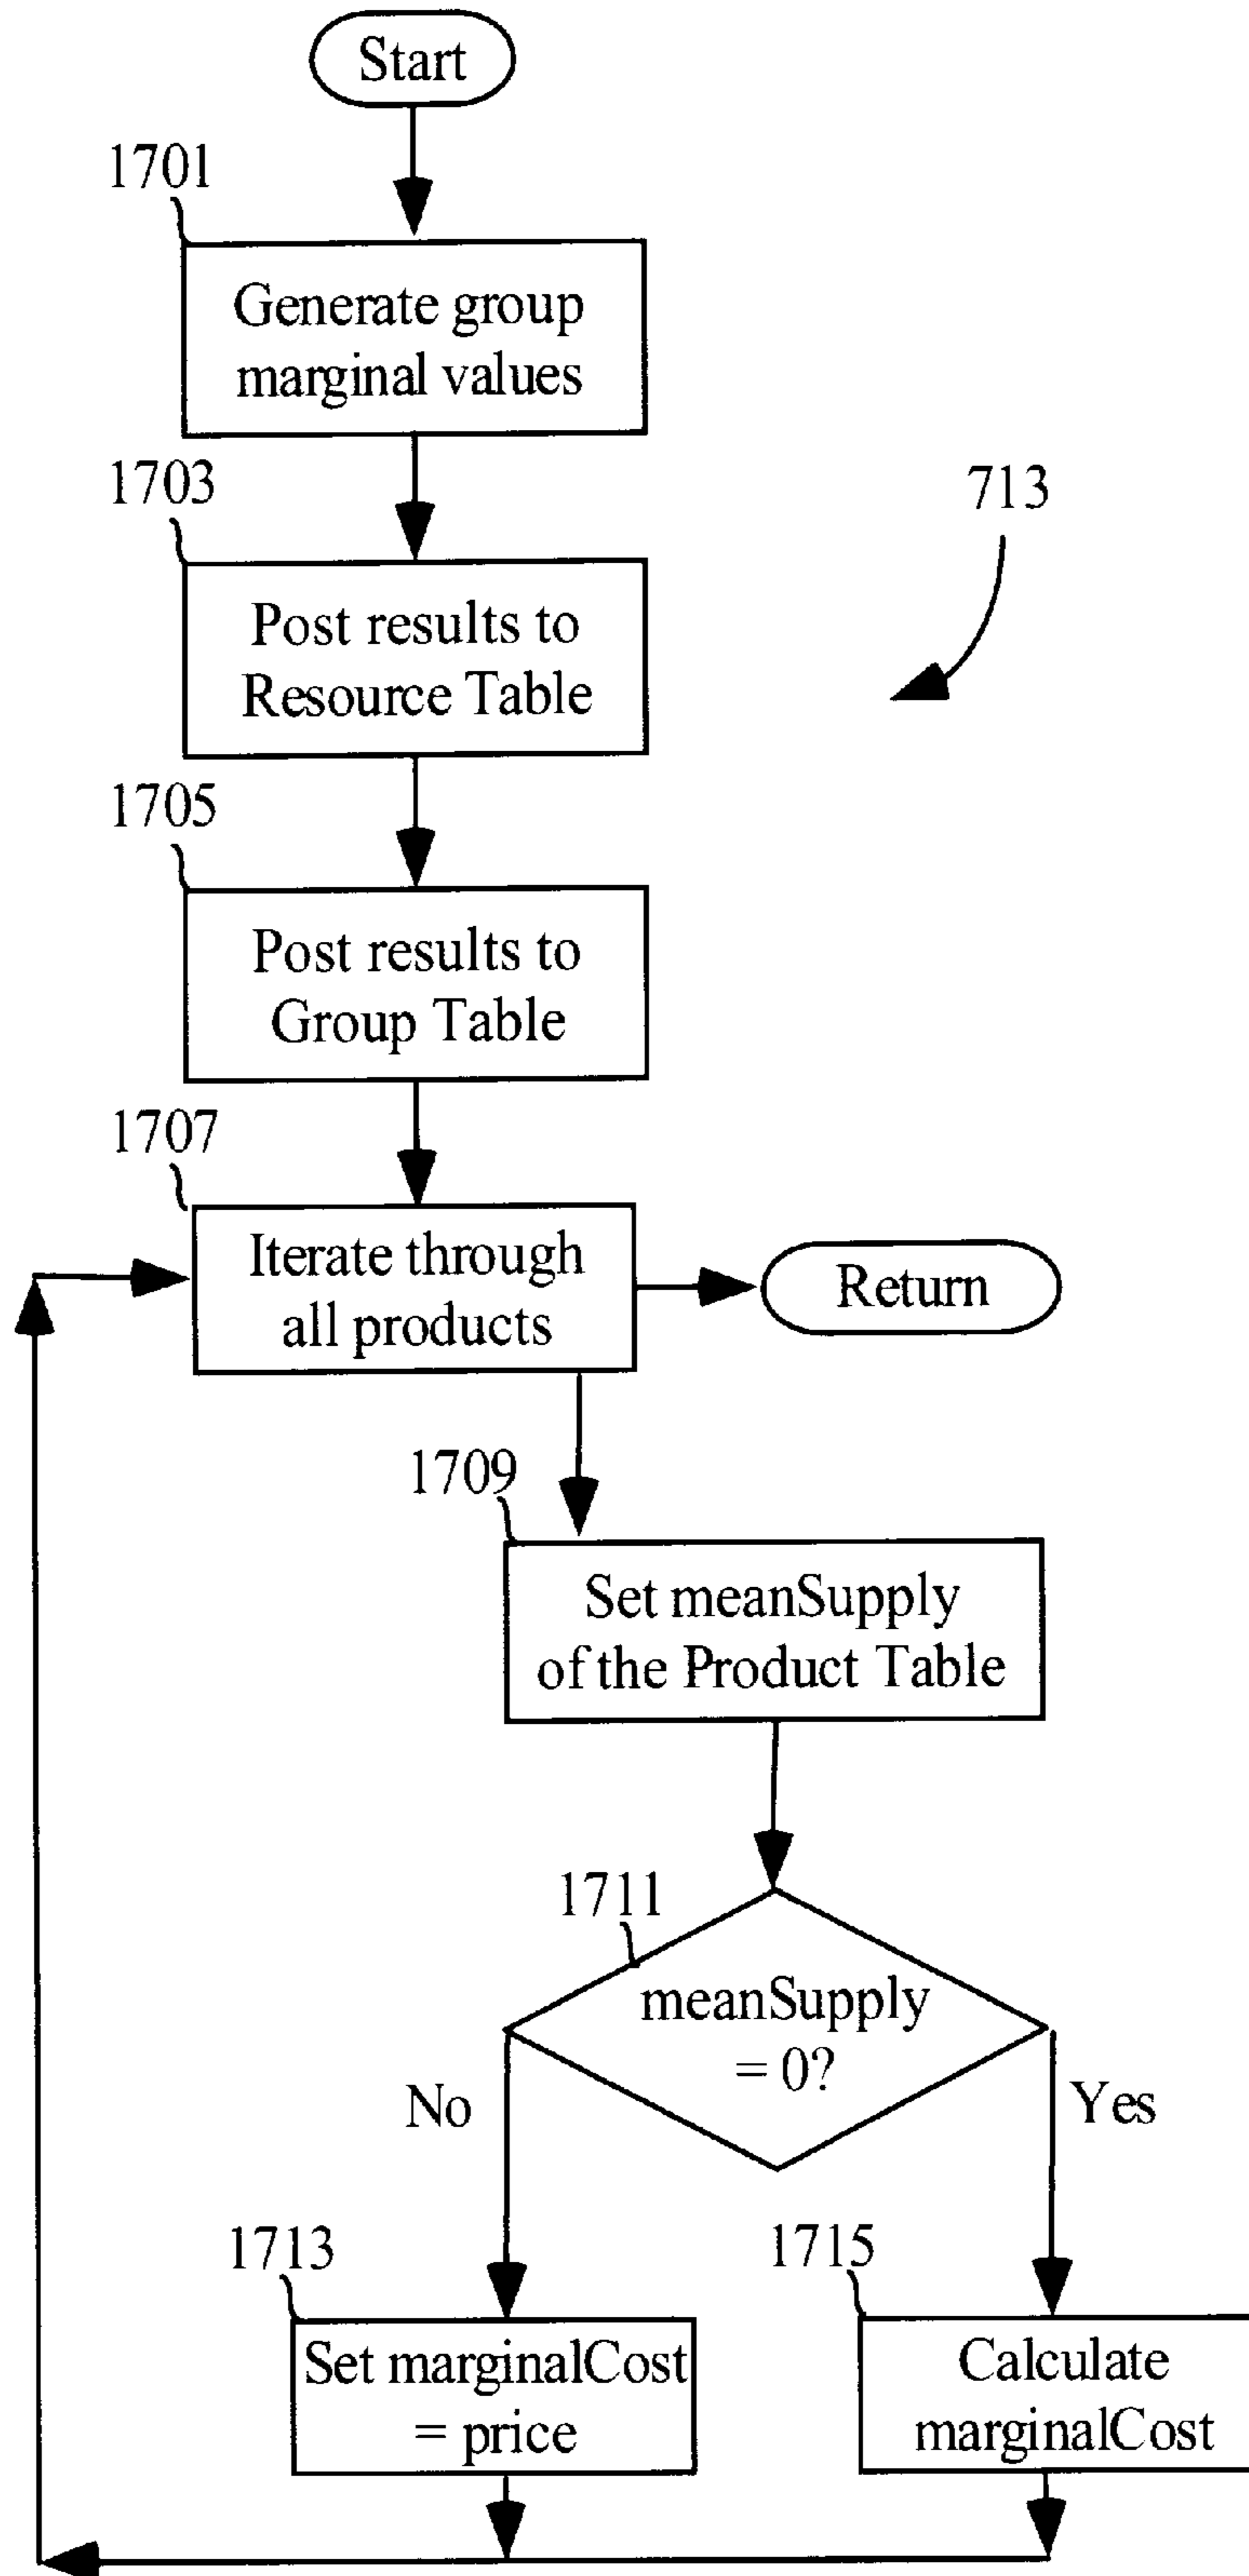 Start
1701
Generate group
marginal values
1703
713
Post results to
Resource Table
1705
Post results to
Group Table
1707
Iterate through
all products
Return
1709
Set meanSupply
of the Product Table
1711
meanSupply
= 0?
No
Yes
1713
1715
Set marginalCost
= price
Calculate
marginalCost